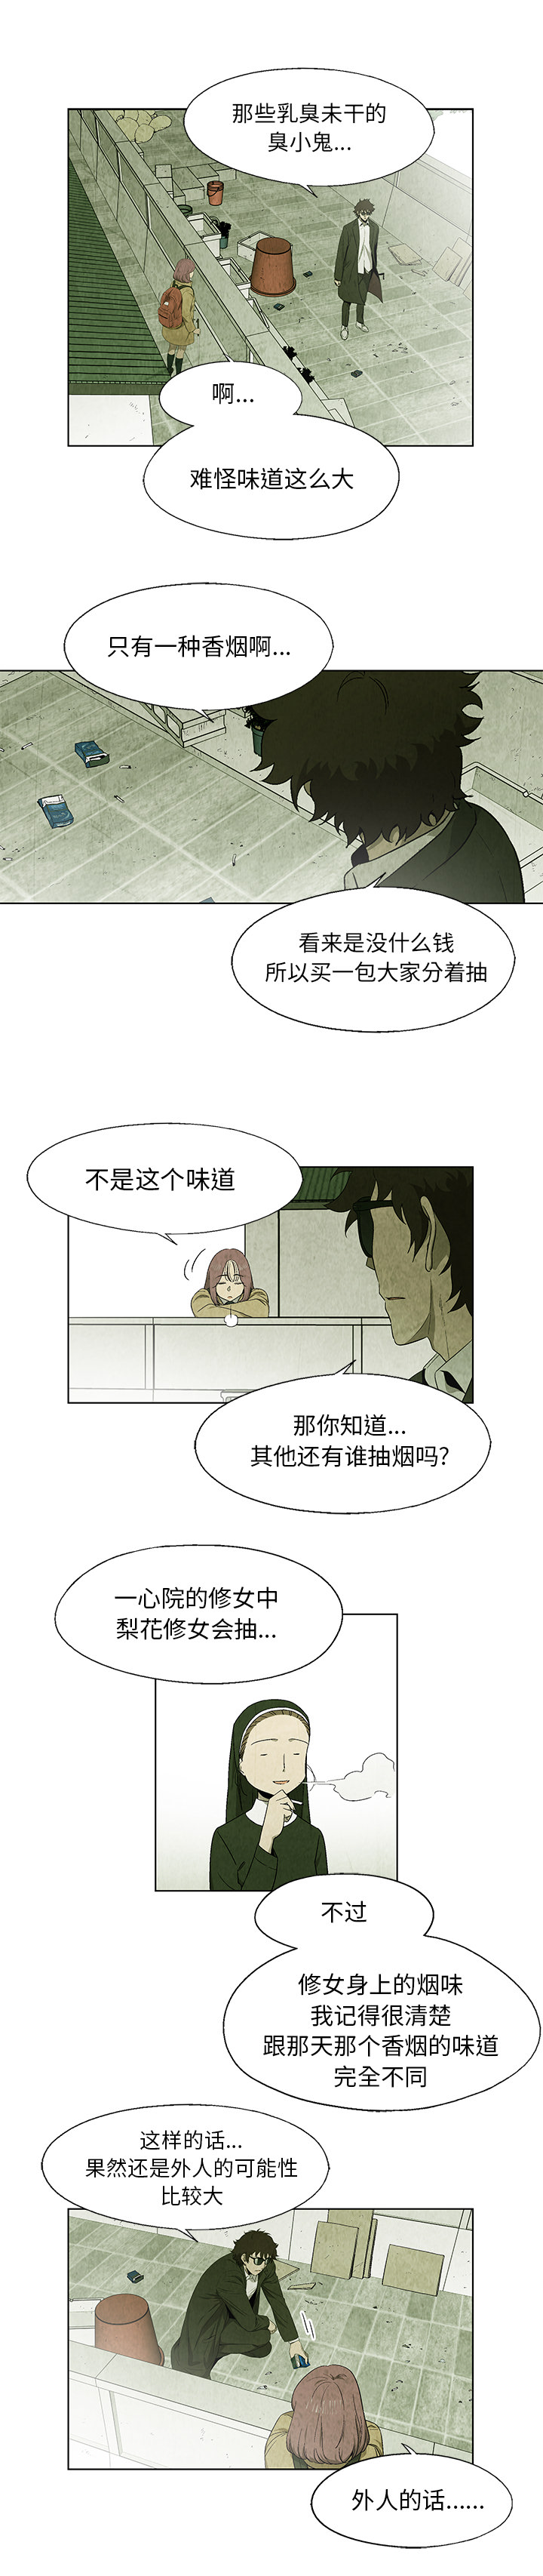 那些乳臭未干的
臭小鬼...
啊...
难怪味道这么大
只有一种香烟啊...
看来是没什么钱
所以买一包大家分着抽
不是这个味道
那你知道...
其他还有谁抽烟吗?
一心院的修女中
梨花修女会抽...
不过
修女身上的烟味
我记得很清楚
跟那天那个香烟的味道
完全不同
这样的话...
果然还是外人的可能性
比较大
外人的话......